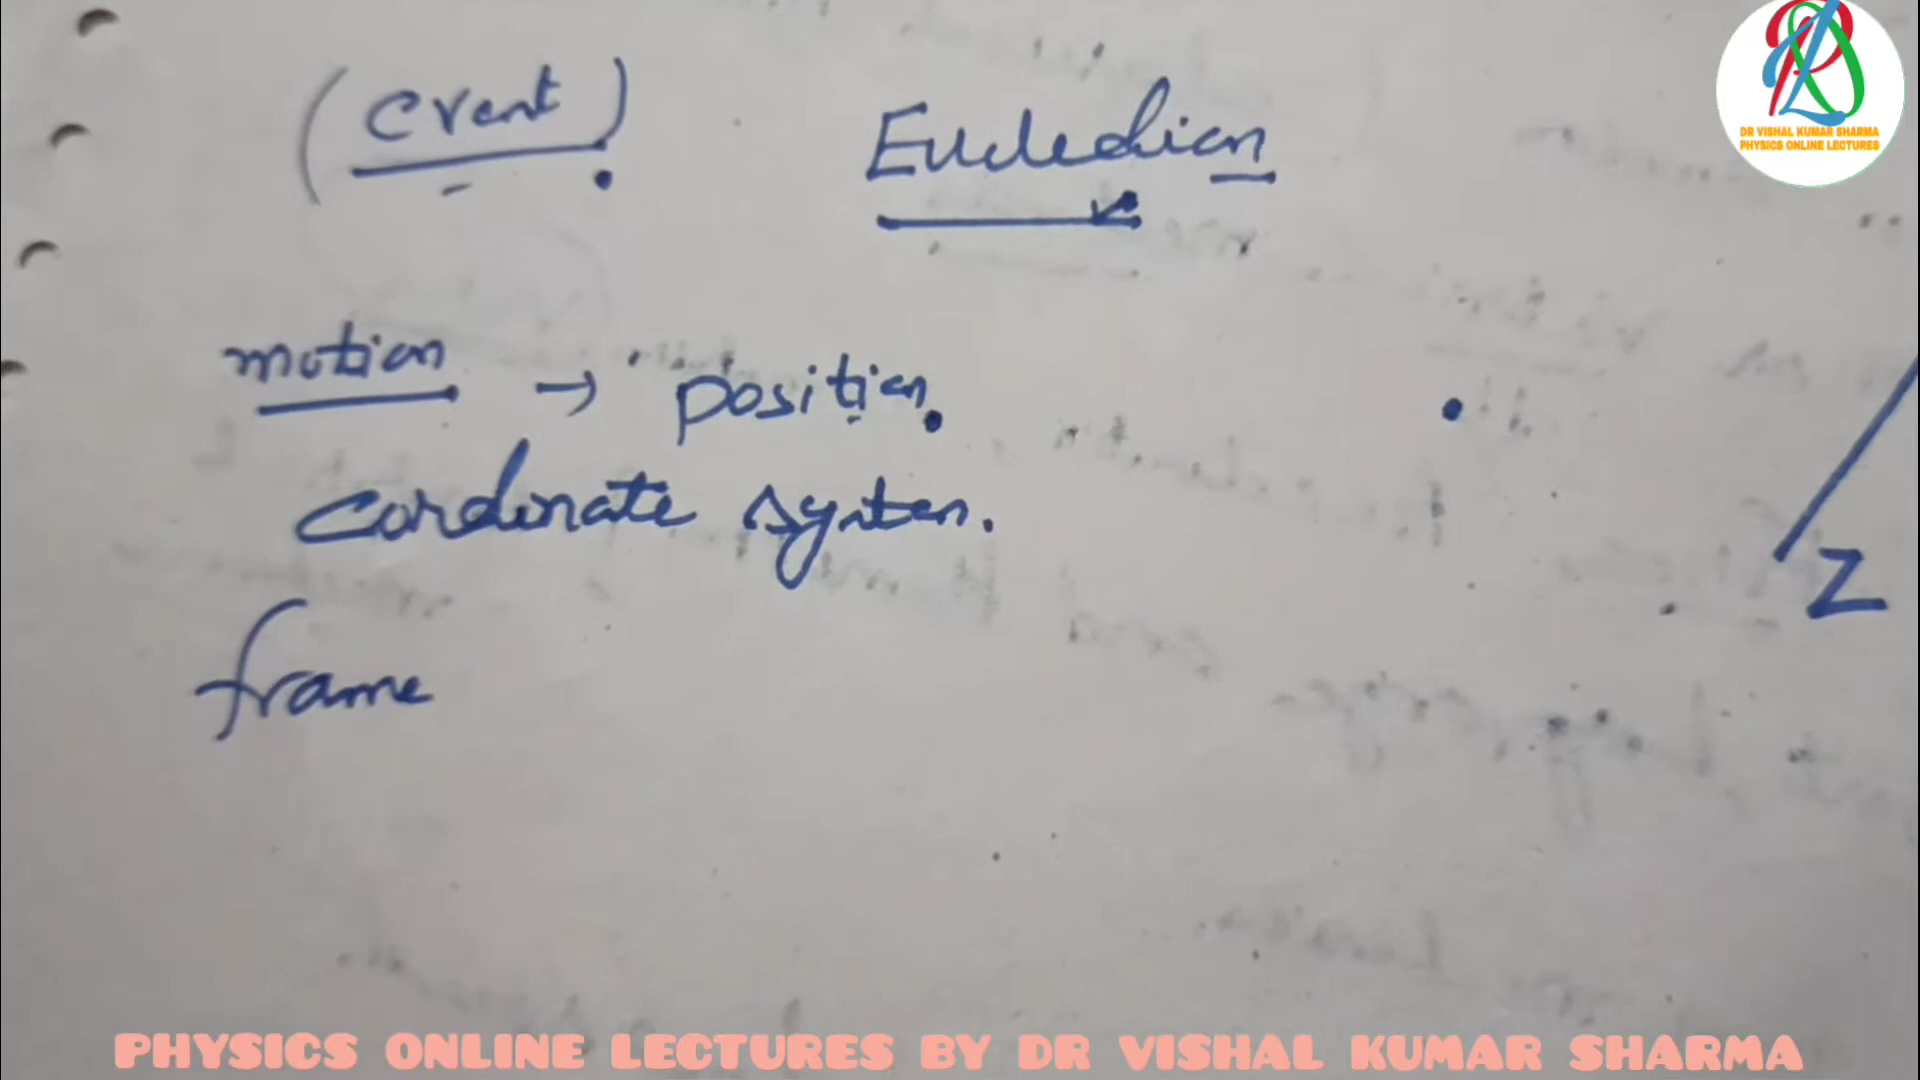 (event)
Eucledian
motion → position.
cordinate system.
frame
Z
DR VISHAL KUMAR SHARMA
PHYSICS ONLINE LECTURES
PHYSICS ONLINE LECTURES BY DR VISHAL KUMAR SHARMA